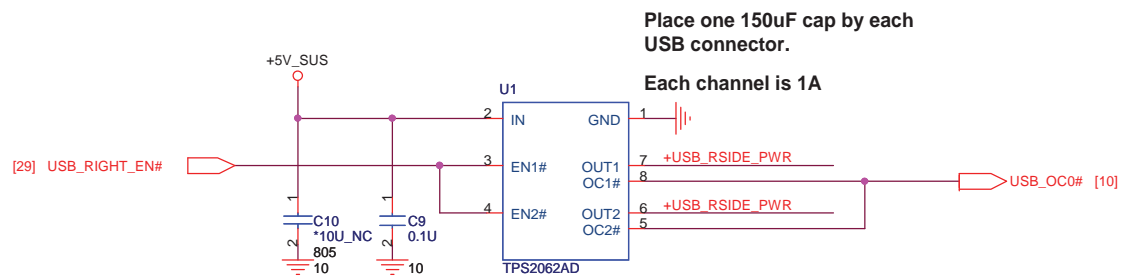 Place one 150uF cap by each
USB connector.
Each channel is 1A
+5V_SUS
U1
2 IN GND 1
[29] USB_RIGHT_EN# 3 EN1# OUT1 7 +USB_RSIDE_PWR
OC1# 8 USB_OC0# [10]
4 EN2# OUT2 6 +USB_RSIDE_PWR
OC2# 5
1 1
C10 C9
*10U_NC 0.1U
2 805 2
10 10
TPS2062AD